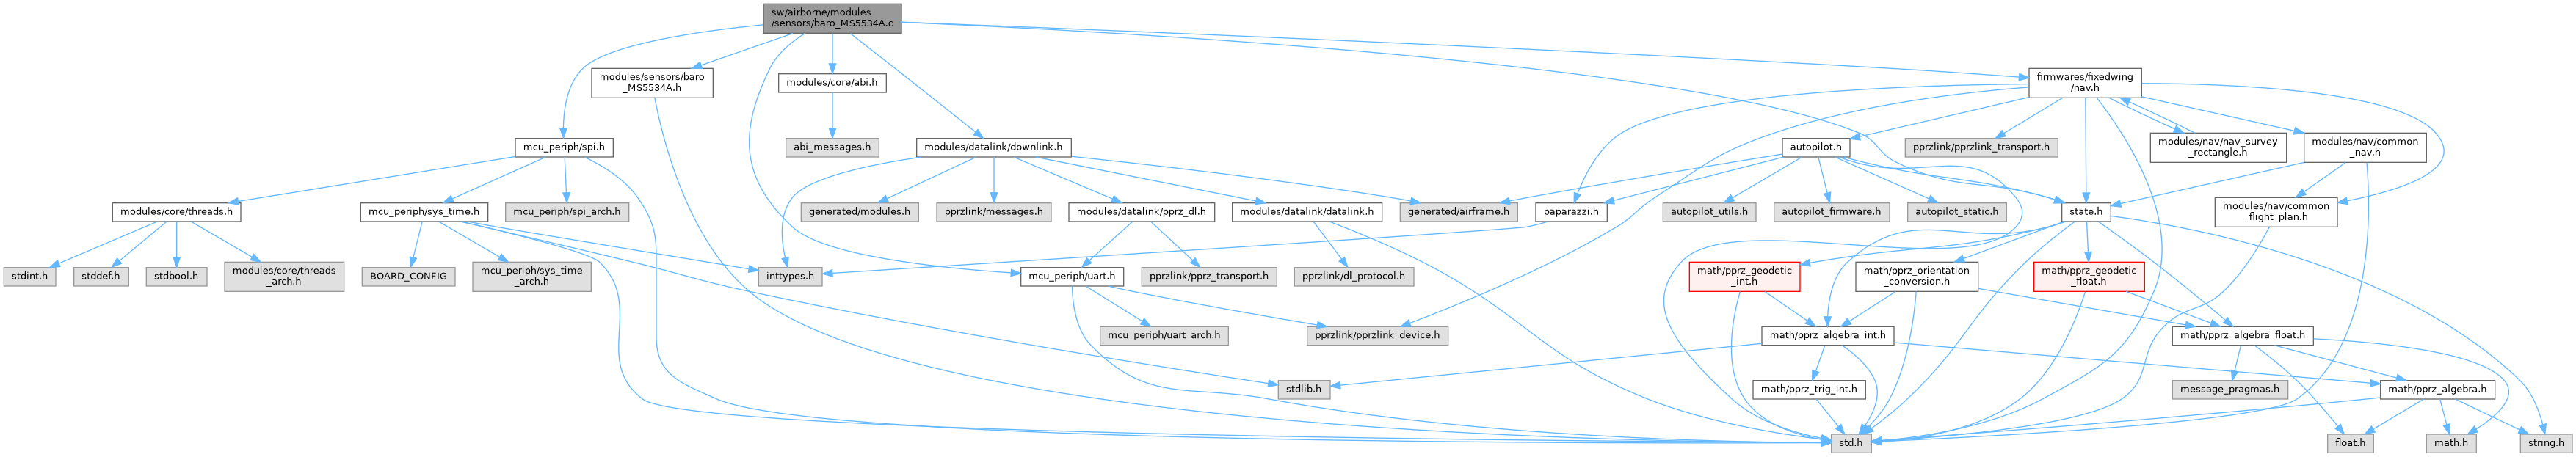 sw/airborne/modules
/sensors/baro_MS5534A.c
modules/sensors/baro
_MS5534A.h
modules/core/abi.h
firmwares/fixedwing
/nav.h
mcu_periph/spi.h
abi_messages.h
modules/datalink/downlink.h
autopilot.h
pprzlink/pprzlink_transport.h
modules/nav/nav_survey
_rectangle.h
modules/nav/common
_nav.h
modules/core/threads.h
mcu_periph/sys_time.h
mcu_periph/spi_arch.h
generated/modules.h
pprzlink/messages.h
modules/datalink/pprz_dl.h
modules/datalink/datalink.h
generated/airframe.h
paparazzi.h
autopilot_utils.h
autopilot_firmware.h
autopilot_static.h
state.h
modules/nav/common
_flight_plan.h
stdint.h
stddef.h
stdbool.h
modules/core/threads
_arch.h
BOARD_CONFIG
mcu_periph/sys_time
_arch.h
inttypes.h
mcu_periph/uart.h
pprzlink/pprz_transport.h
pprzlink/dl_protocol.h
math/pprz_geodetic
_int.h
math/pprz_orientation
_conversion.h
math/pprz_geodetic
_float.h
mcu_periph/uart_arch.h
pprzlink/pprzlink_device.h
math/pprz_algebra_int.h
math/pprz_algebra_float.h
stdlib.h
math/pprz_trig_int.h
message_pragmas.h
math/pprz_algebra.h
std.h
float.h
math.h
string.h